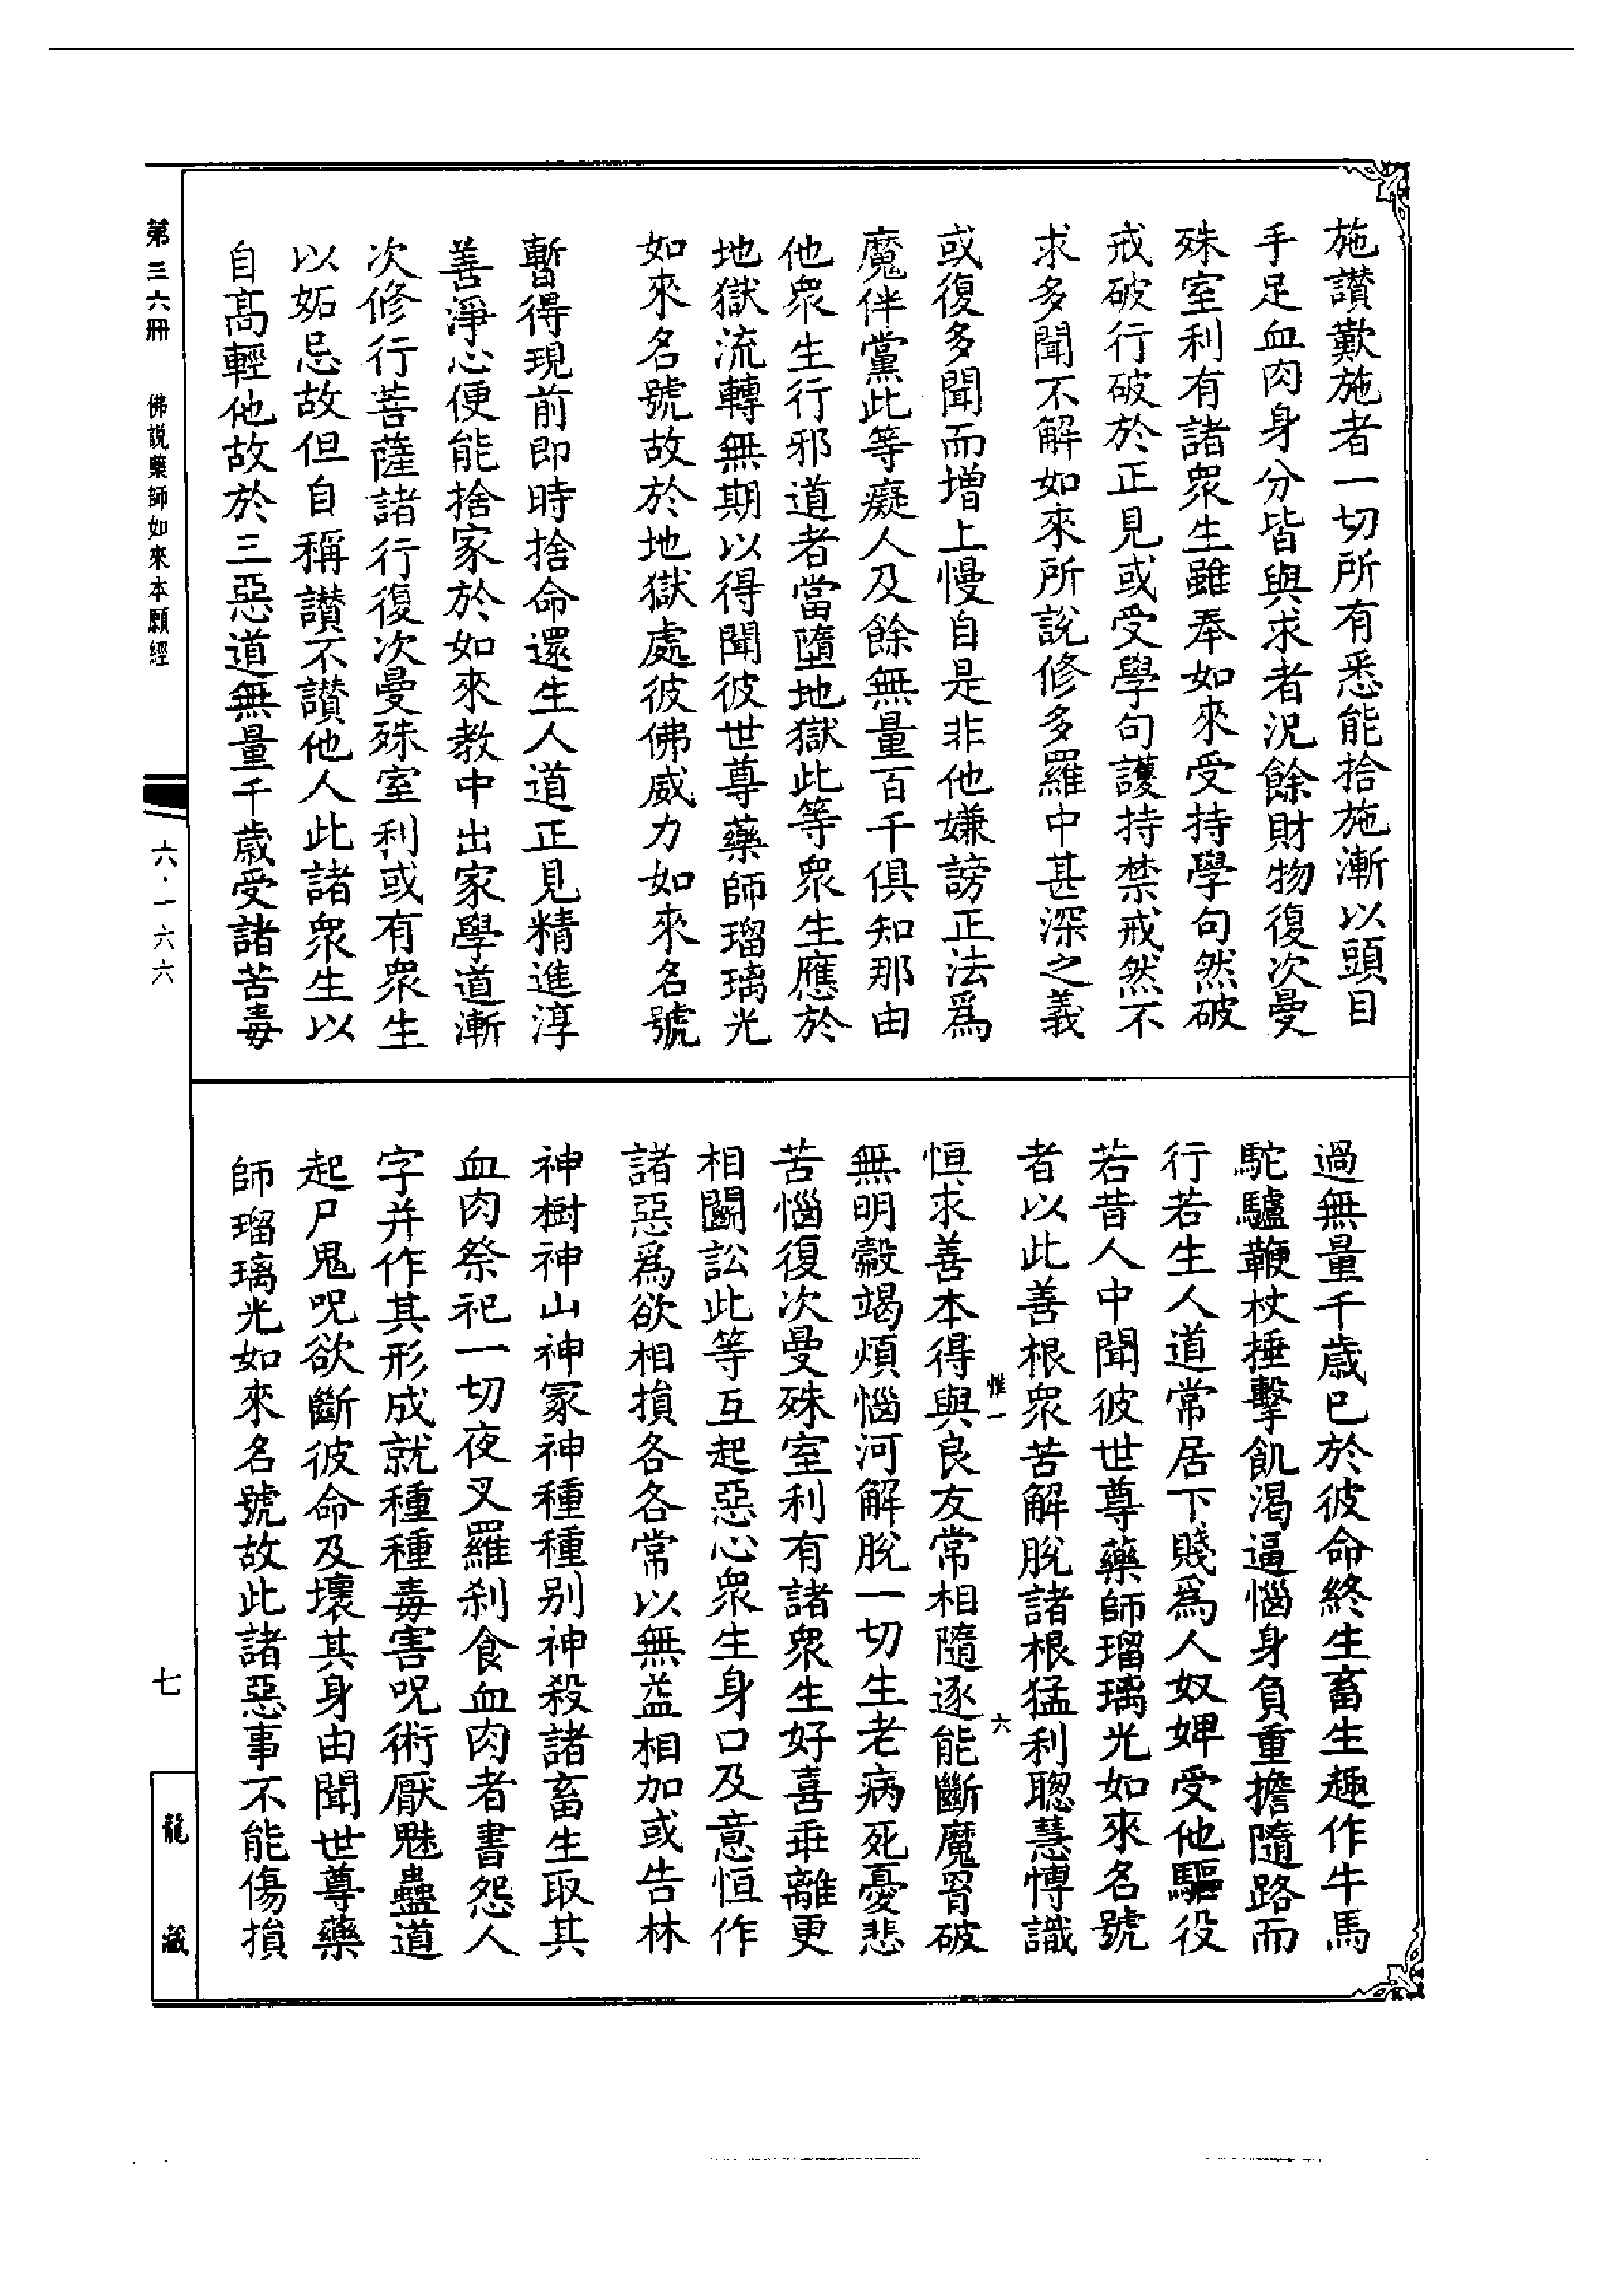 施讃歎施者一切所有悉能捨施漸以頭目
手足血肉身分皆與求者況餘財物復次曼
殊室利有諸衆生雖奉如來受持學句然破
戒破行破於正見或受學句護持禁戒然不
求多聞不解如來所説修多羅中甚深之義
或復多聞而增上慢自是非他嫌謗正法爲
魔伴黨此等癡人及餘無量百千俱知那由
他衆生行邪道者當墮地獄此等衆生應於
地獄流轉無期以得聞彼世尊藥師瑠璃光
如來名號故於地獄處彼佛威力如來名號
暫得現前即時捨命還生人道正見精進淳
善淨心便能捨家於如來教中出家學道漸
次修行菩薩諸行復次曼殊室利或有衆生
以妬忌故但自稱讃不讃他人此諸衆生以
自高輕他故於三惡道無量千歳受諸苦毒
過無量千歳已於彼命終生畜生趣作牛馬
駝驢鞭杖捶擊飢渴逼惱身負重擔隨路而
行若生人道常居下賤爲人奴婢受他驅役
若昔人中聞彼世尊藥師瑠璃光如來名號
者以此善根衆苦解脫諸根猛利聰慧博識
惟一 六
恒求善本得與良友常相隨逐能斷魔罥破
無明㲉竭煩惱河解脫一切生老病死憂悲
苦惱復次曼殊室利有諸衆生好喜乖離更
相鬭訟此等互起惡心衆生身口及意恒作
諸惡爲欲相損各各常以無益相加或告林
神樹神山神冢神種種别神殺諸畜生取其
血肉祭祀一切夜叉羅刹食血肉者書怨人
字并作其形成就種種毒害呪術厭魅蠱道
起尸鬼呪欲斷彼命及壞其身由聞世尊藥
師瑠璃光如來名號故此諸惡事不能傷損
第三六冊 佛説藥師如來本願經
六·一六六
七
龍藏